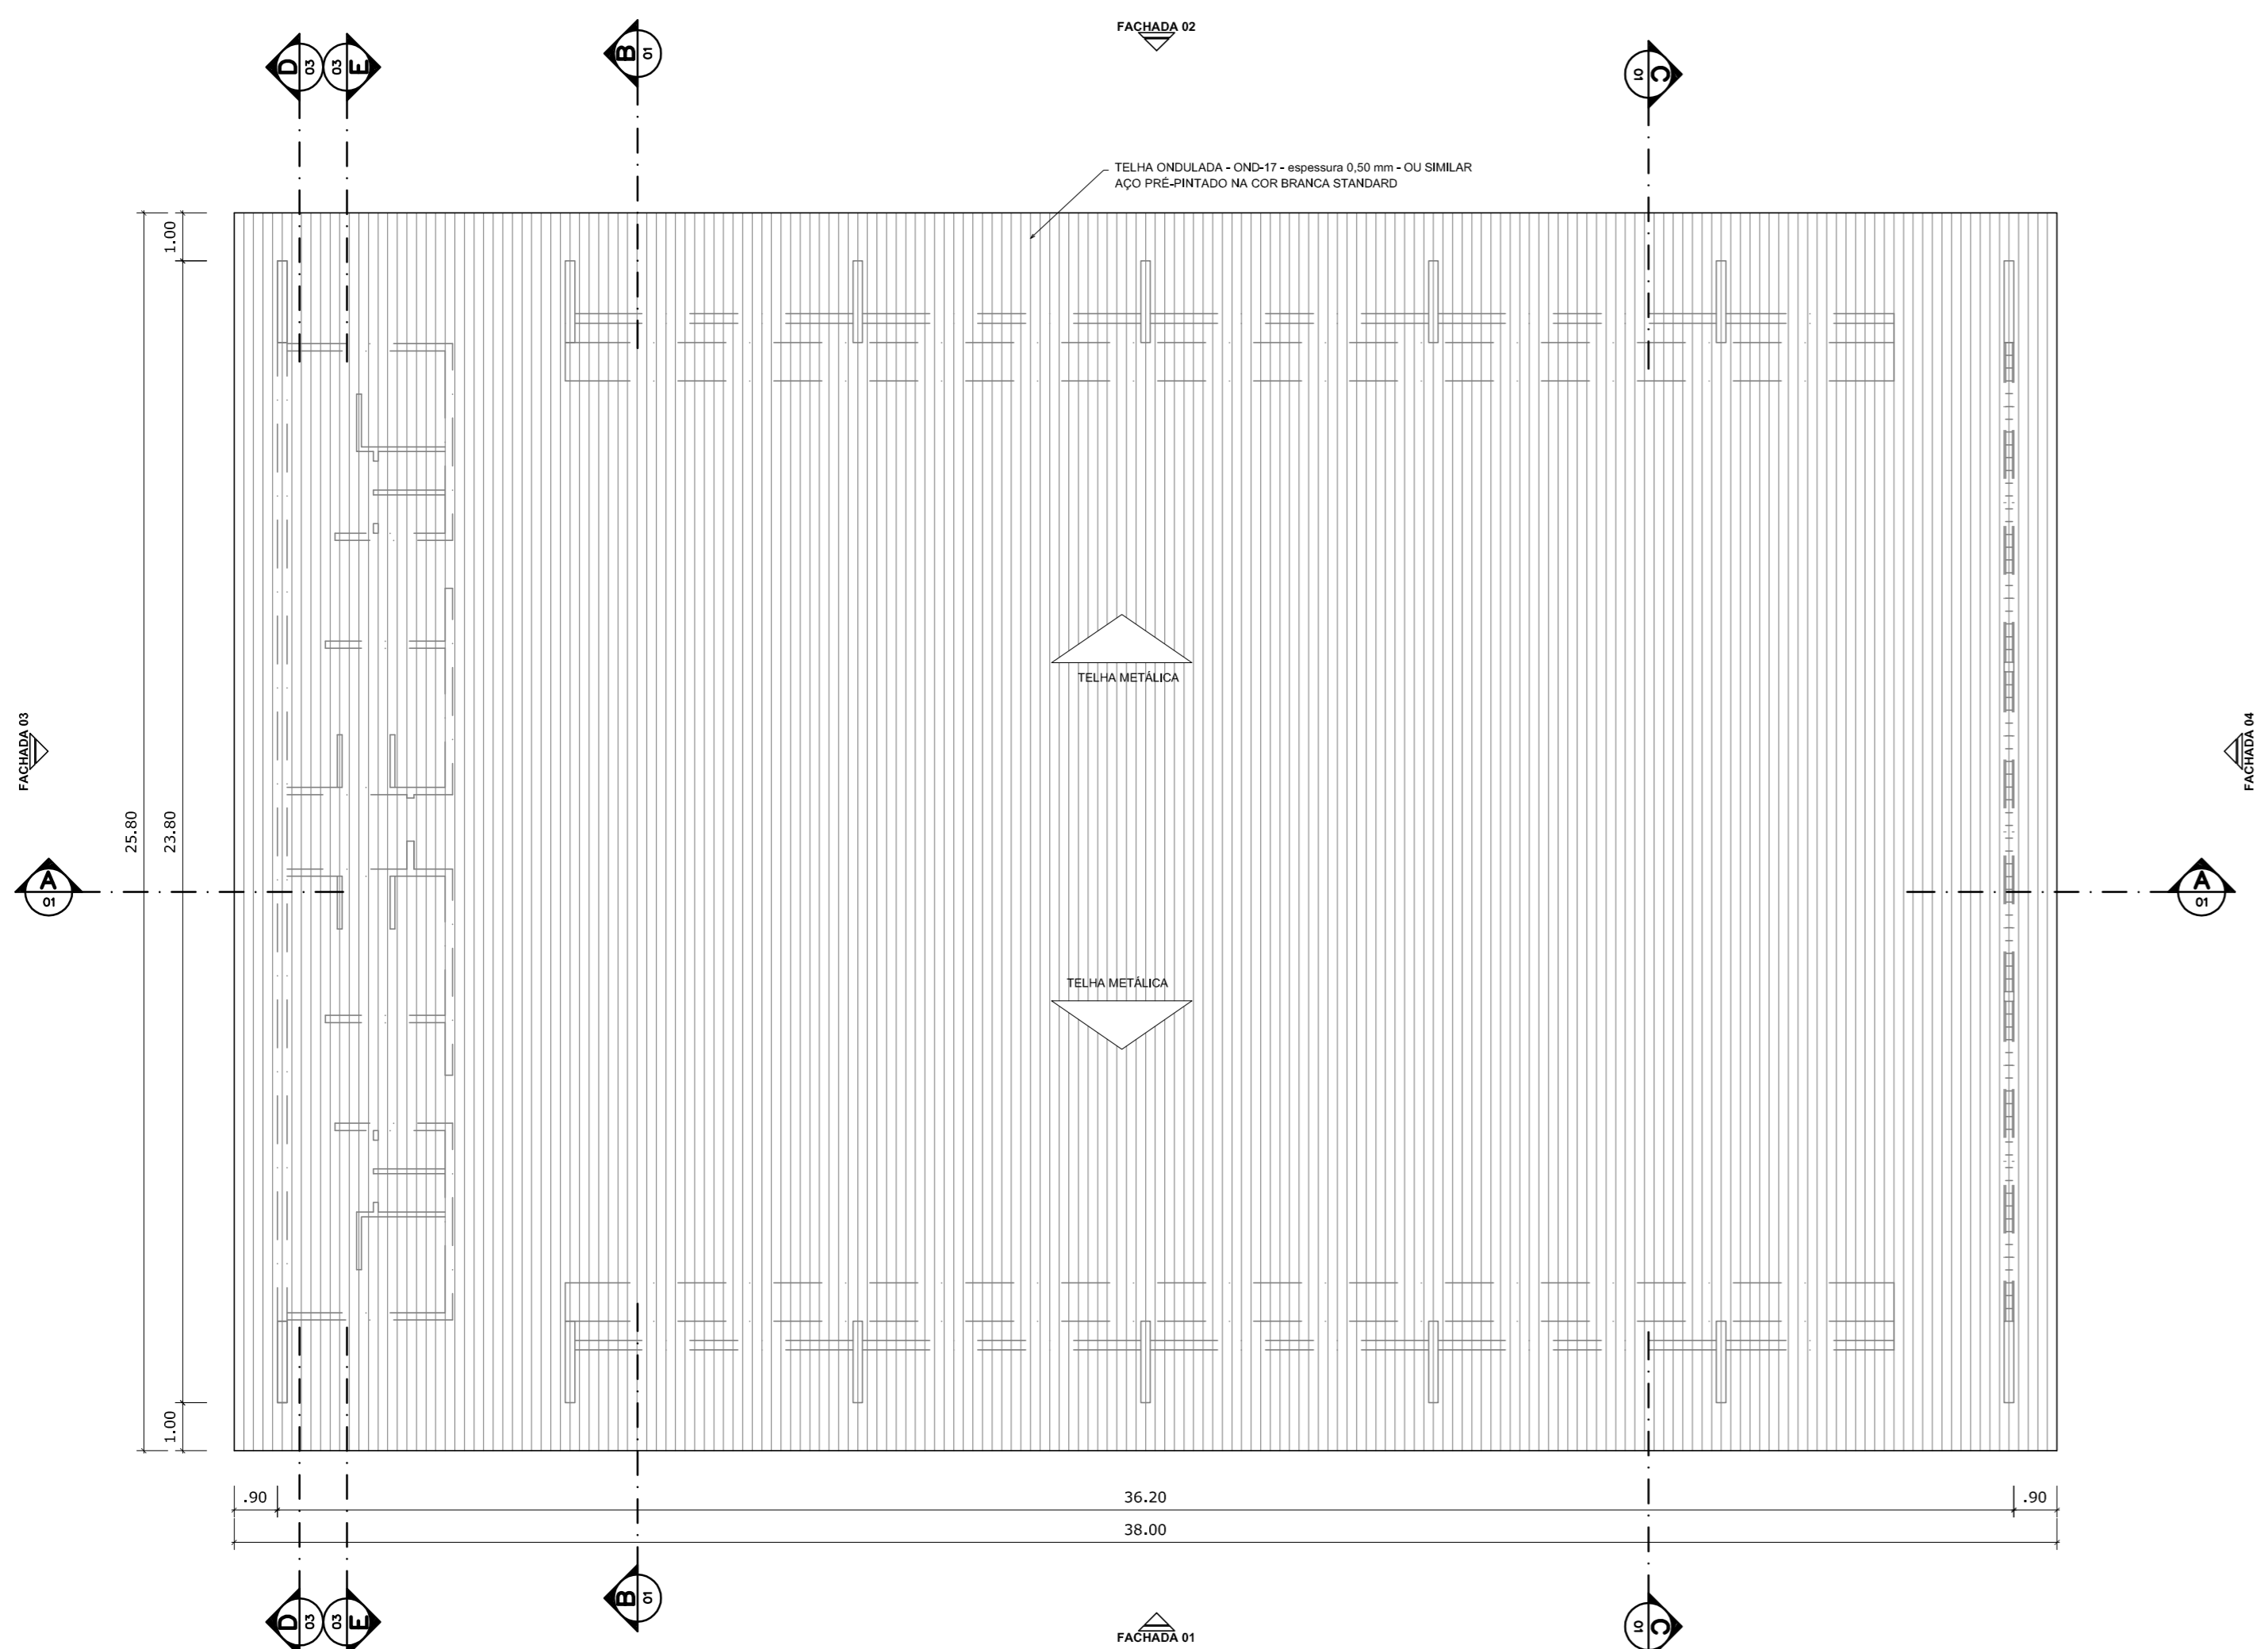 FACHADA 02
D
03
03
E
B
01
C
01
TELHA ONDULADA - OND-17 - espessura 0,50 mm - OU SIMILAR
AÇO PRÉ-PINTADO NA COR BRANCA STANDARD
1.00
TELHA METÁLICA
FACHADA 03
FACHADA 04
25.80
23.80
A
01
A
01
TELHA METÁLICA
1.00
.90
36.20
.90
38.00
D
03
03
E
B
01
C
01
FACHADA 01